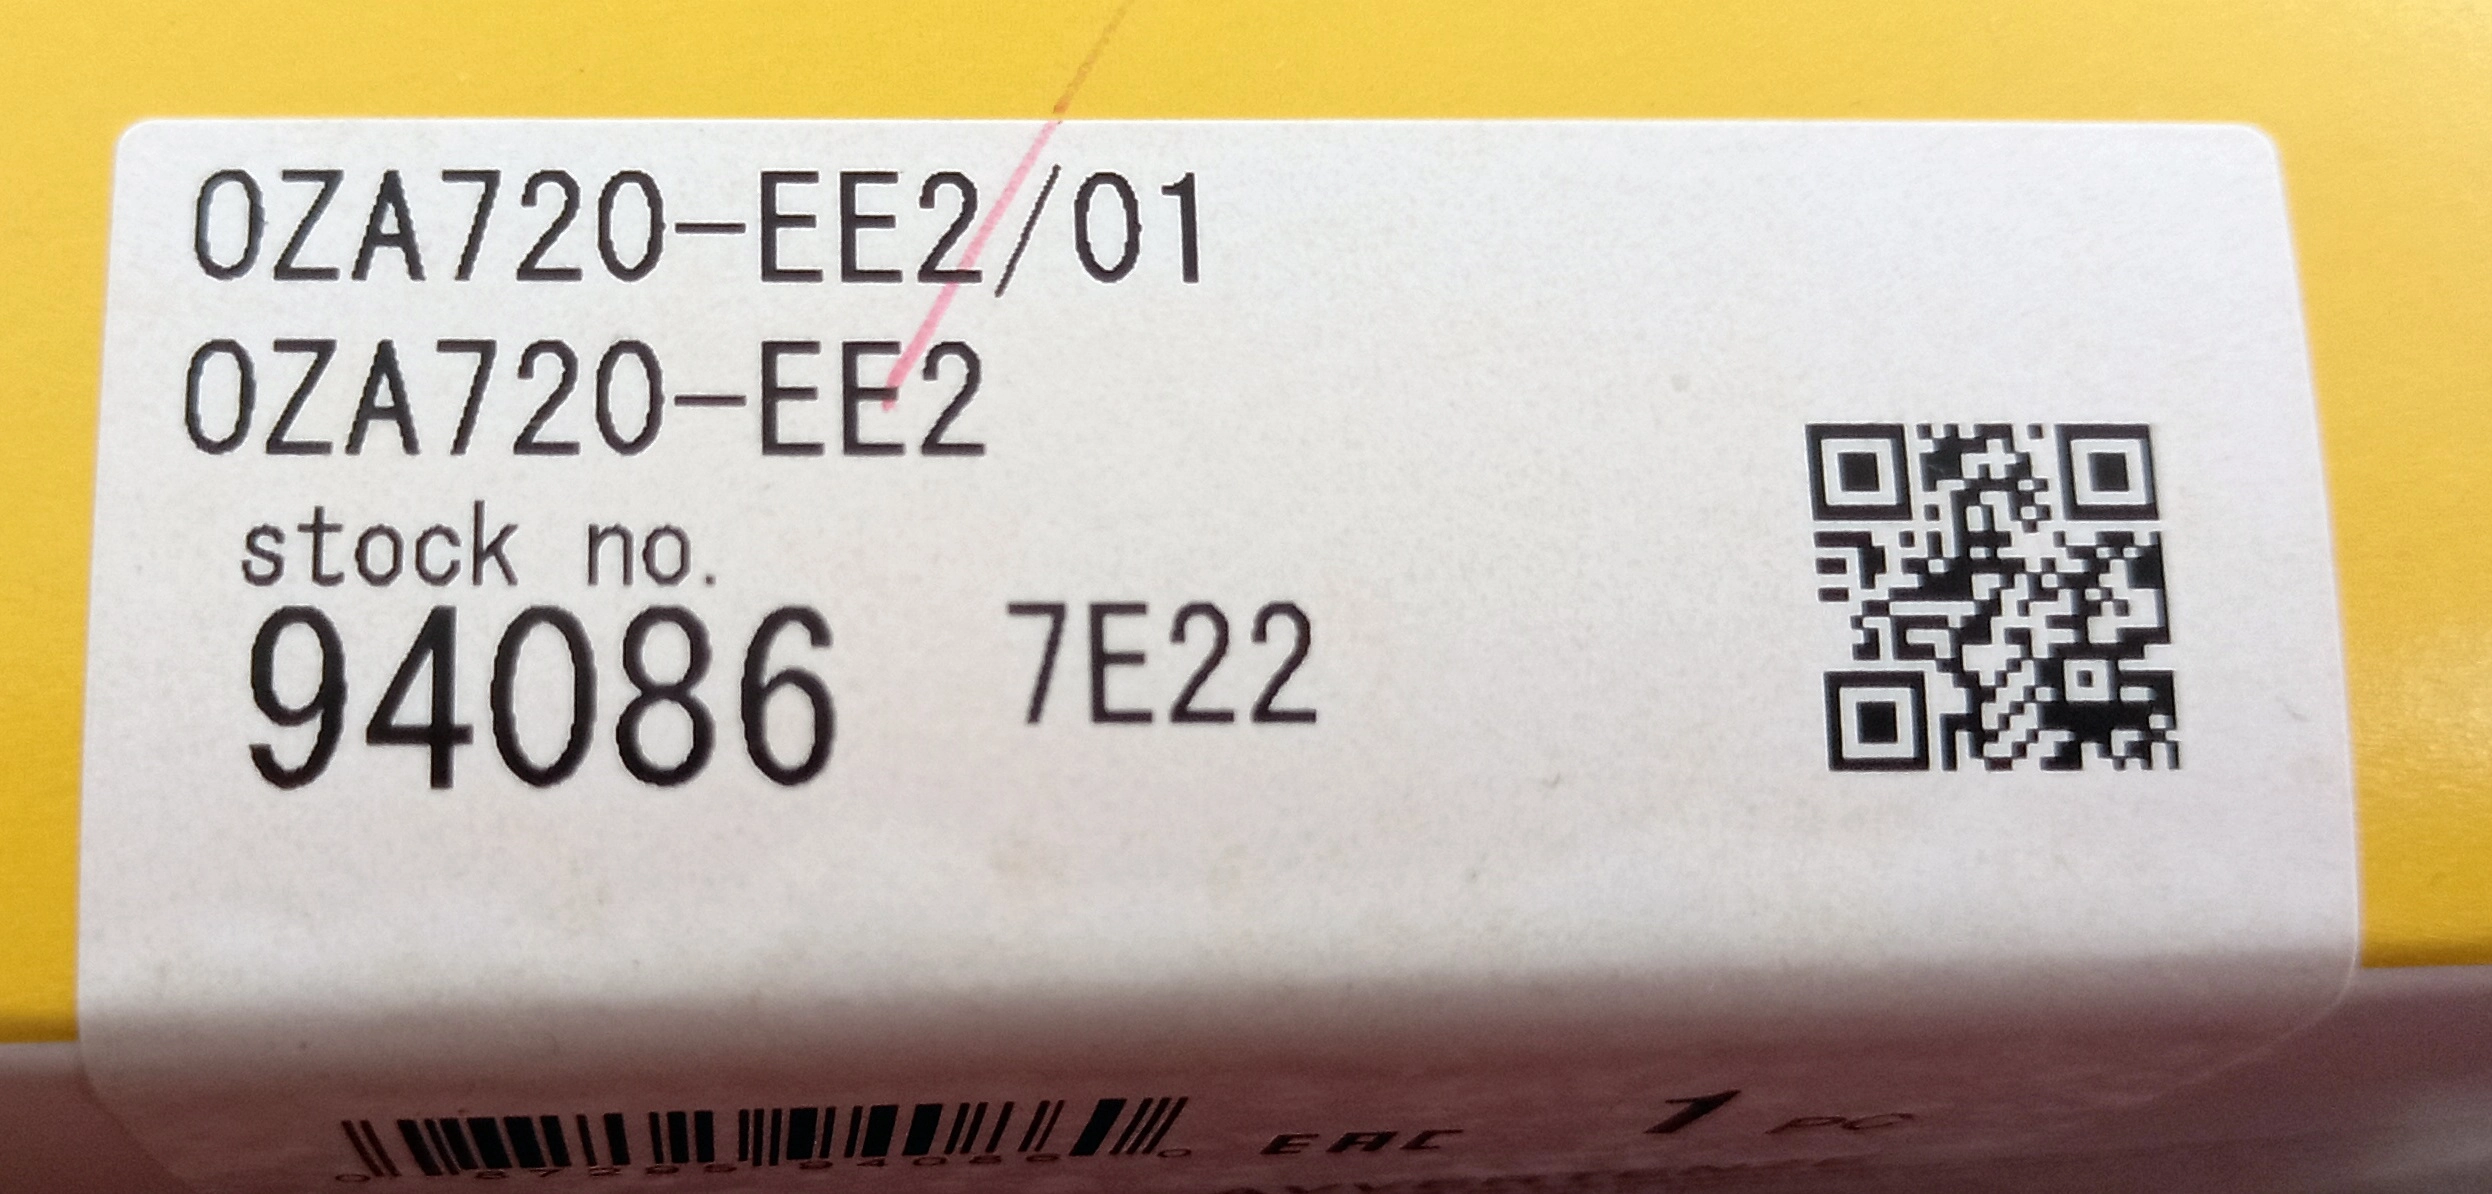 OZA720-EE2/01
OZA720-EE2
stock no.
94086 7E22
EAC 1 PC